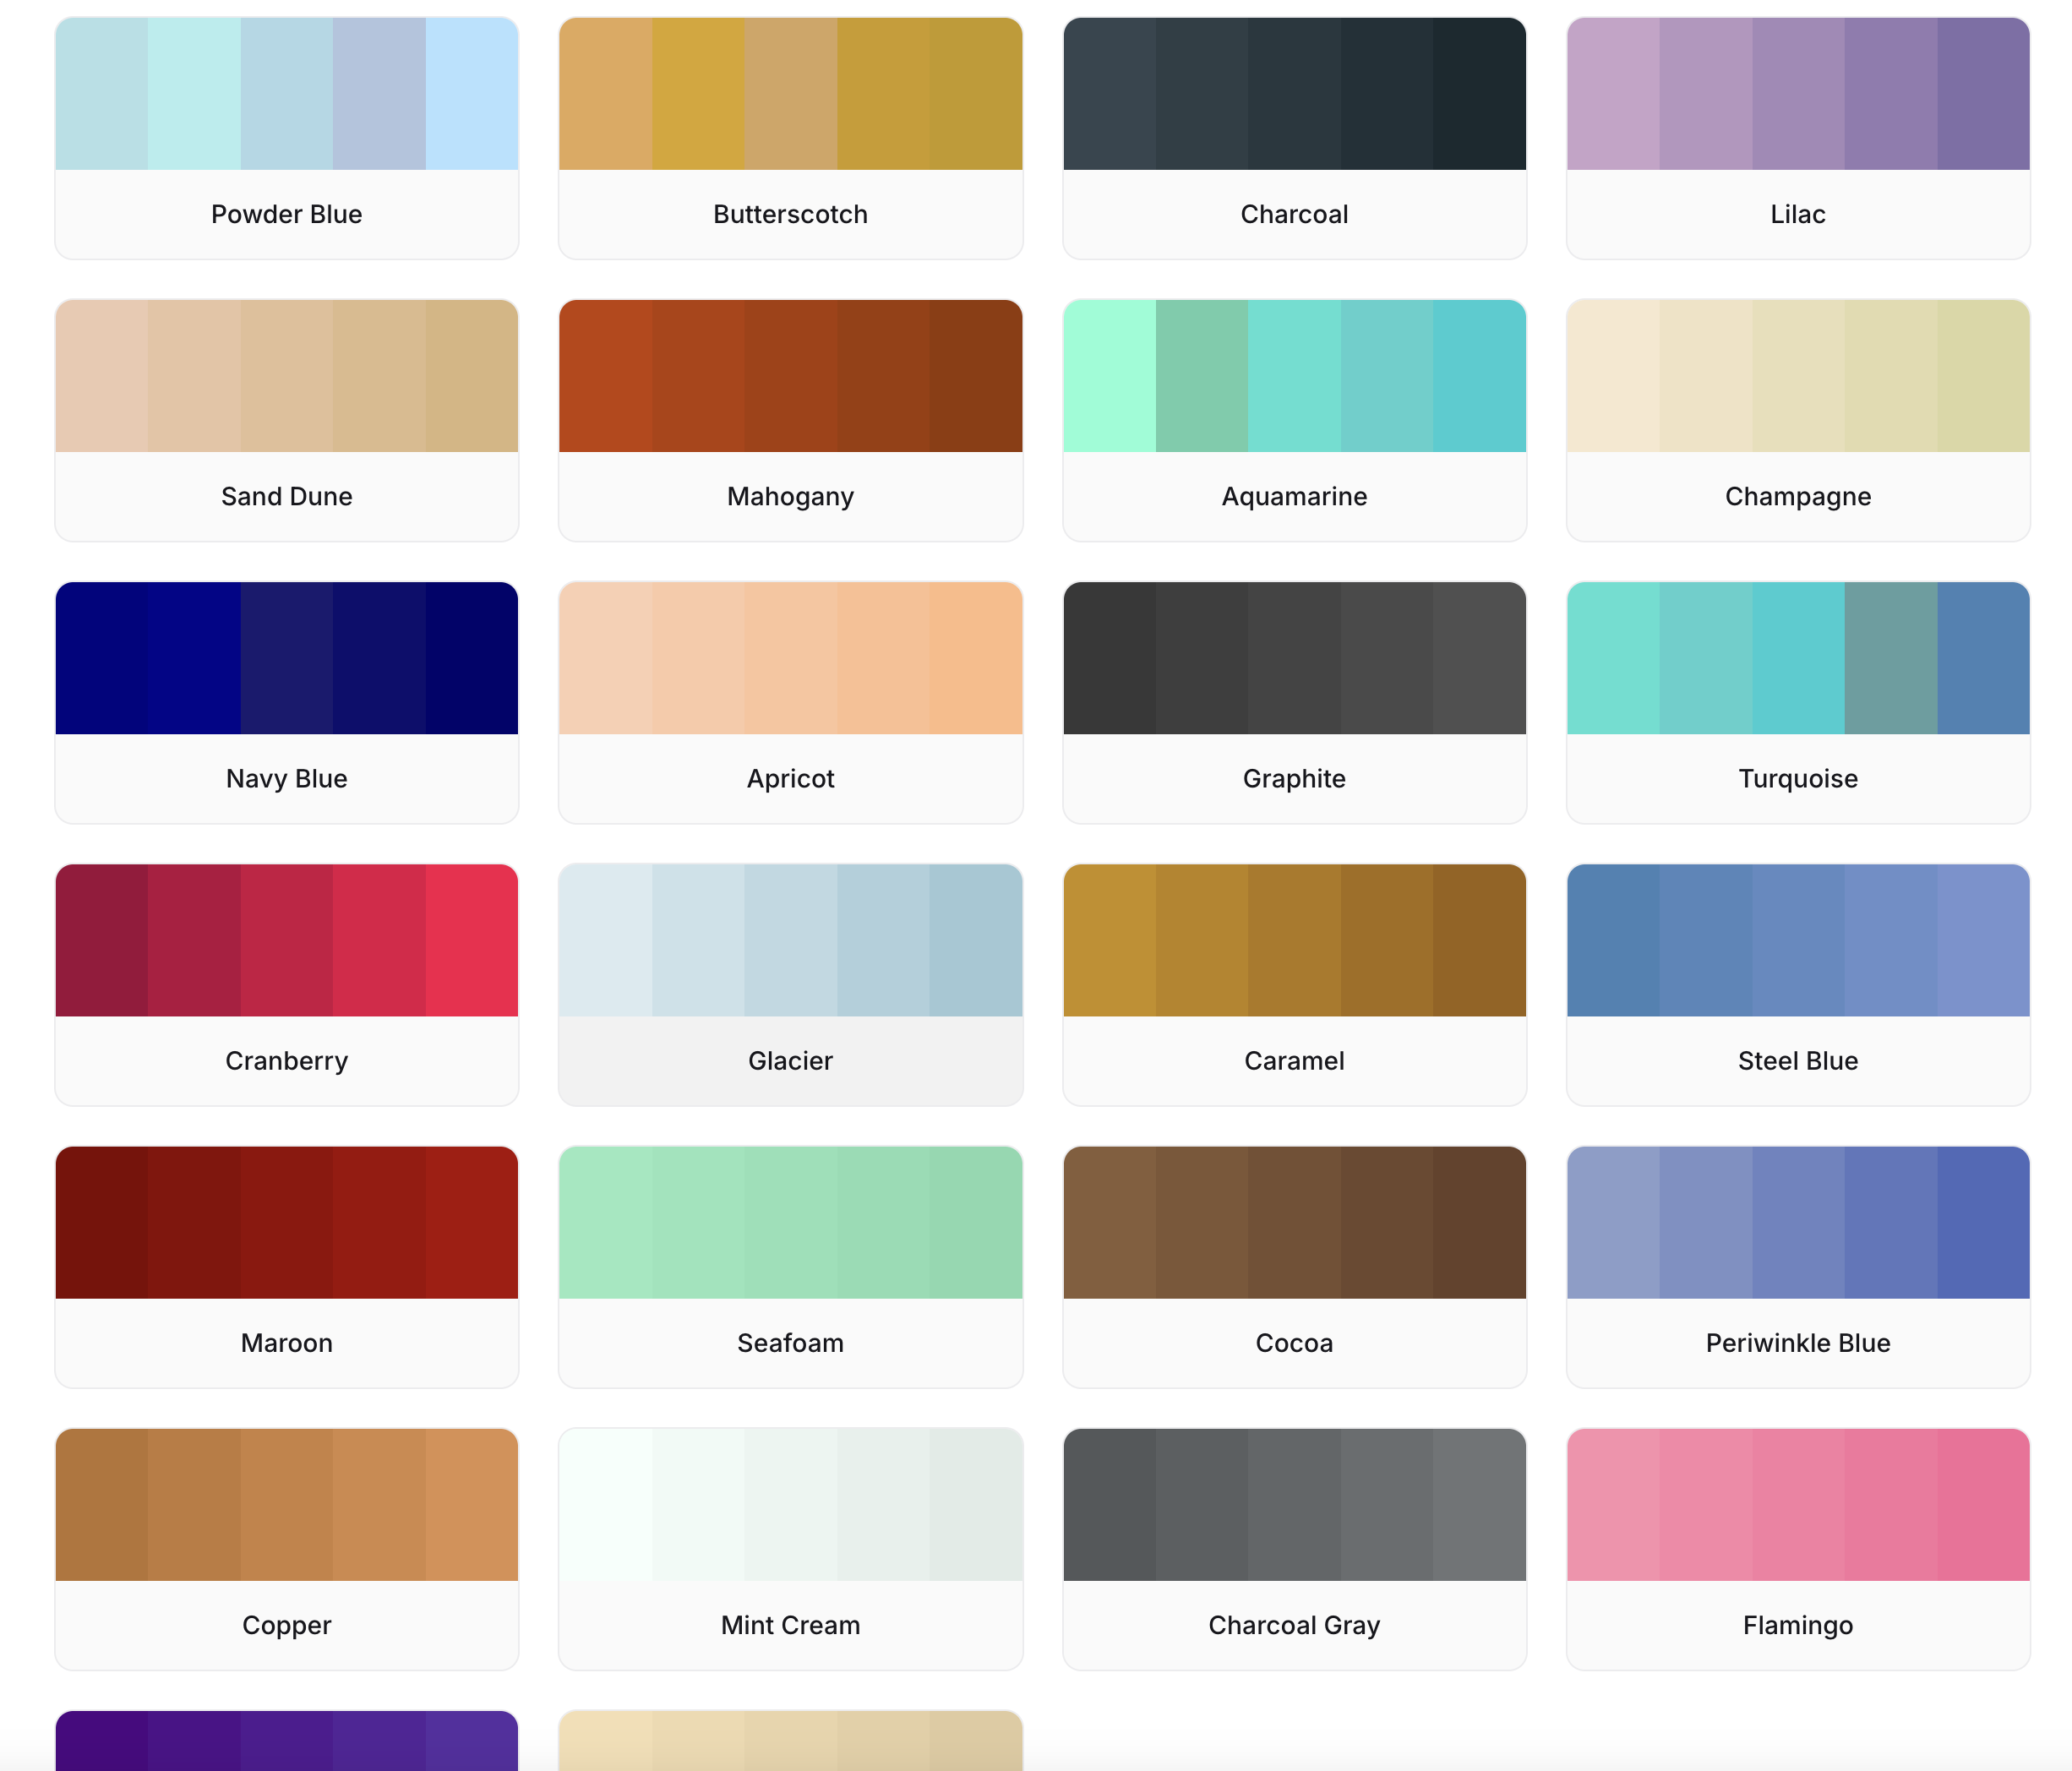 Powder Blue
Butterscotch
Charcoal
Lilac
Sand Dune
Mahogany
Aquamarine
Champagne
Navy Blue
Apricot
Graphite
Turquoise
Cranberry
Glacier
Caramel
Steel Blue
Maroon
Seafoam
Cocoa
Periwinkle Blue
Copper
Mint Cream
Charcoal Gray
Flamingo